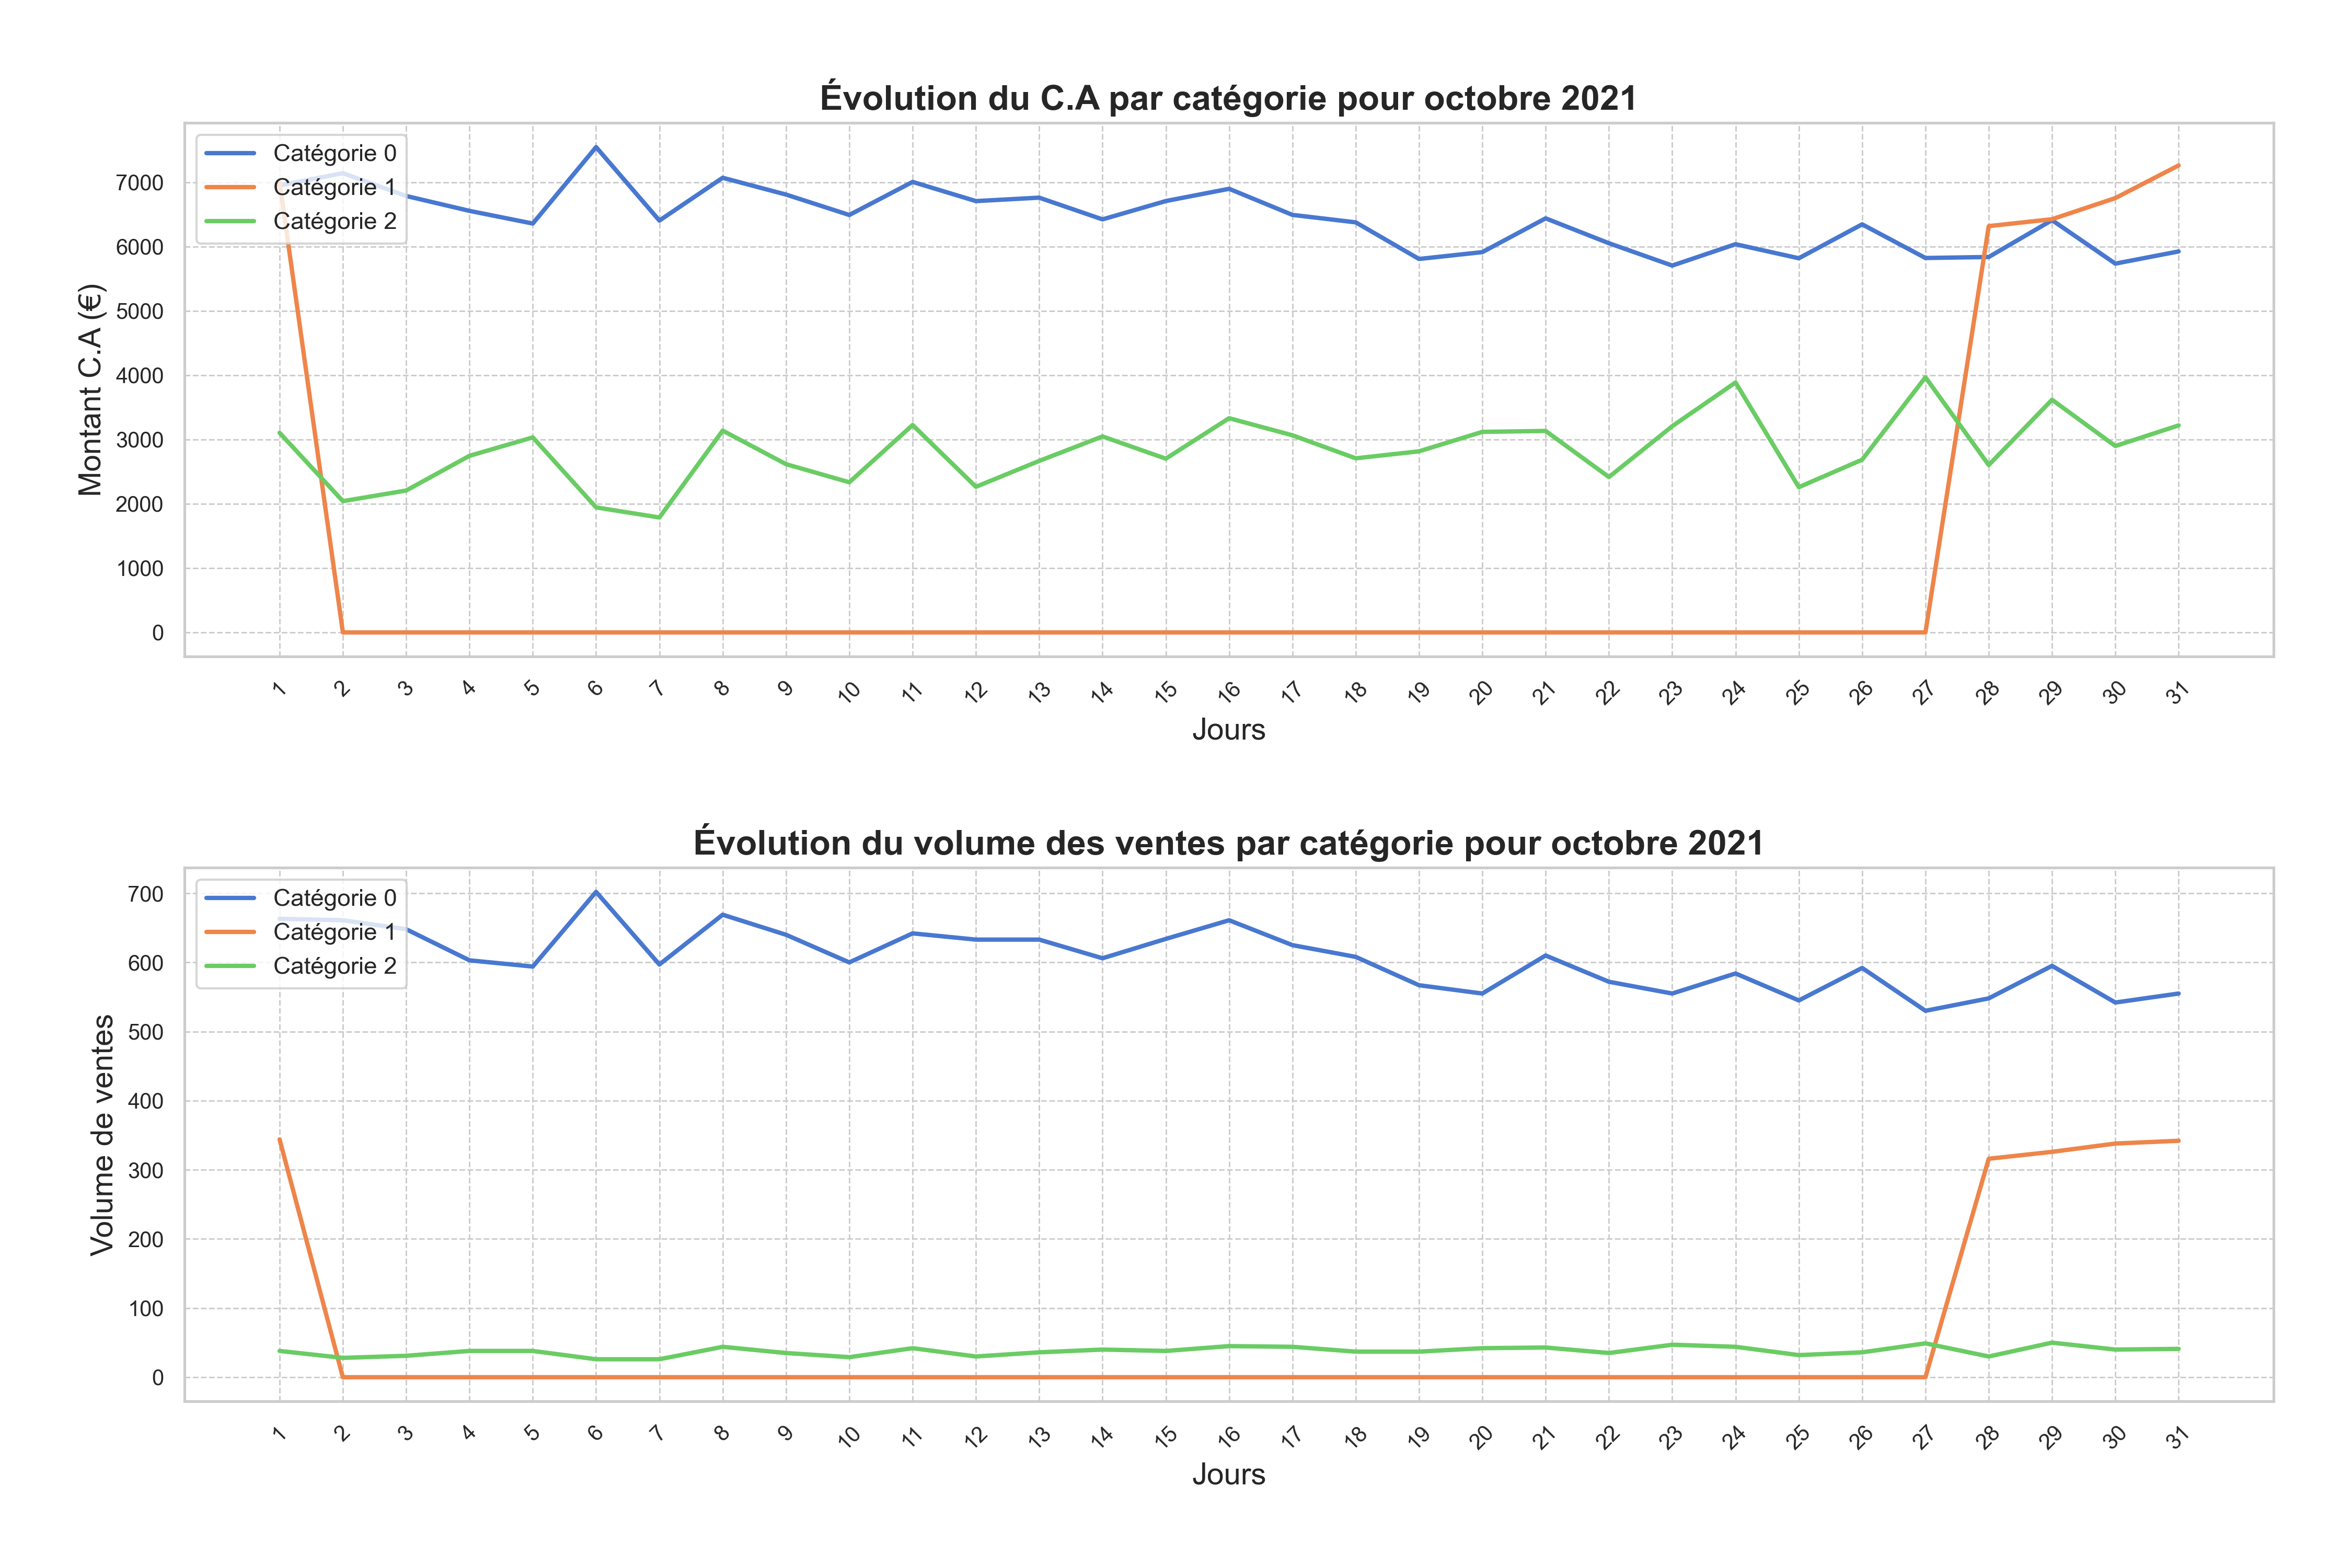 Évolution du C.A par catégorie pour octobre 2021
Catégorie 0
Catégorie 1
Catégorie 2
Montant C.A (€)
7000
6000
5000
4000
3000
2000
1000
0
1 2 3 4 5 6 7 8 9 10 11 12 13 14 15 16 17 18 19 20 21 22 23 24 25 26 27 28 29 30 31
Jours
Évolution du volume des ventes par catégorie pour octobre 2021
Catégorie 0
Catégorie 1
Catégorie 2
Volume de ventes
700
600
500
400
300
200
100
0
1 2 3 4 5 6 7 8 9 10 11 12 13 14 15 16 17 18 19 20 21 22 23 24 25 26 27 28 29 30 31
Jours